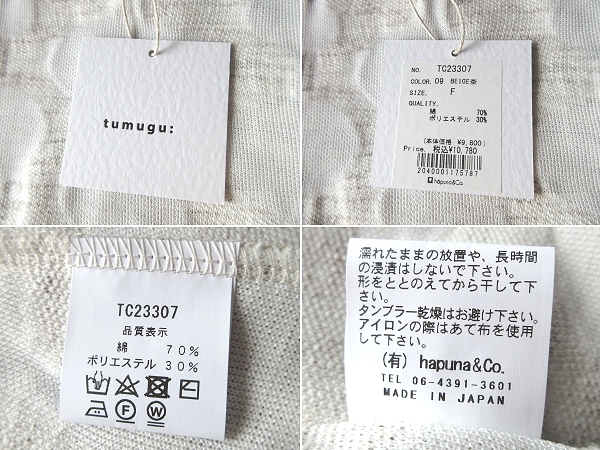 tumugu:
NO. TC23307
COLOR. 09 BEIGE杢
SIZE. F
QUALITY.
綿 70%
ポリエステル 30%
(本体価格 ¥9,800)
Price. 税込¥10,780
2040001175787
hapuna&Co.
TC23307
品質表示
綿 70%
ポリエステル 30%
F W
濡れたままの放置や、長時間
の浸漬はしないで下さい。
形をととのえてから干して下
さい。
タンブラー乾燥はお避け下さい。
アイロンの際はあて布を使用
して下さい。
(有) hapuna&Co.
TEL 06-4391-3601
MADE IN JAPAN